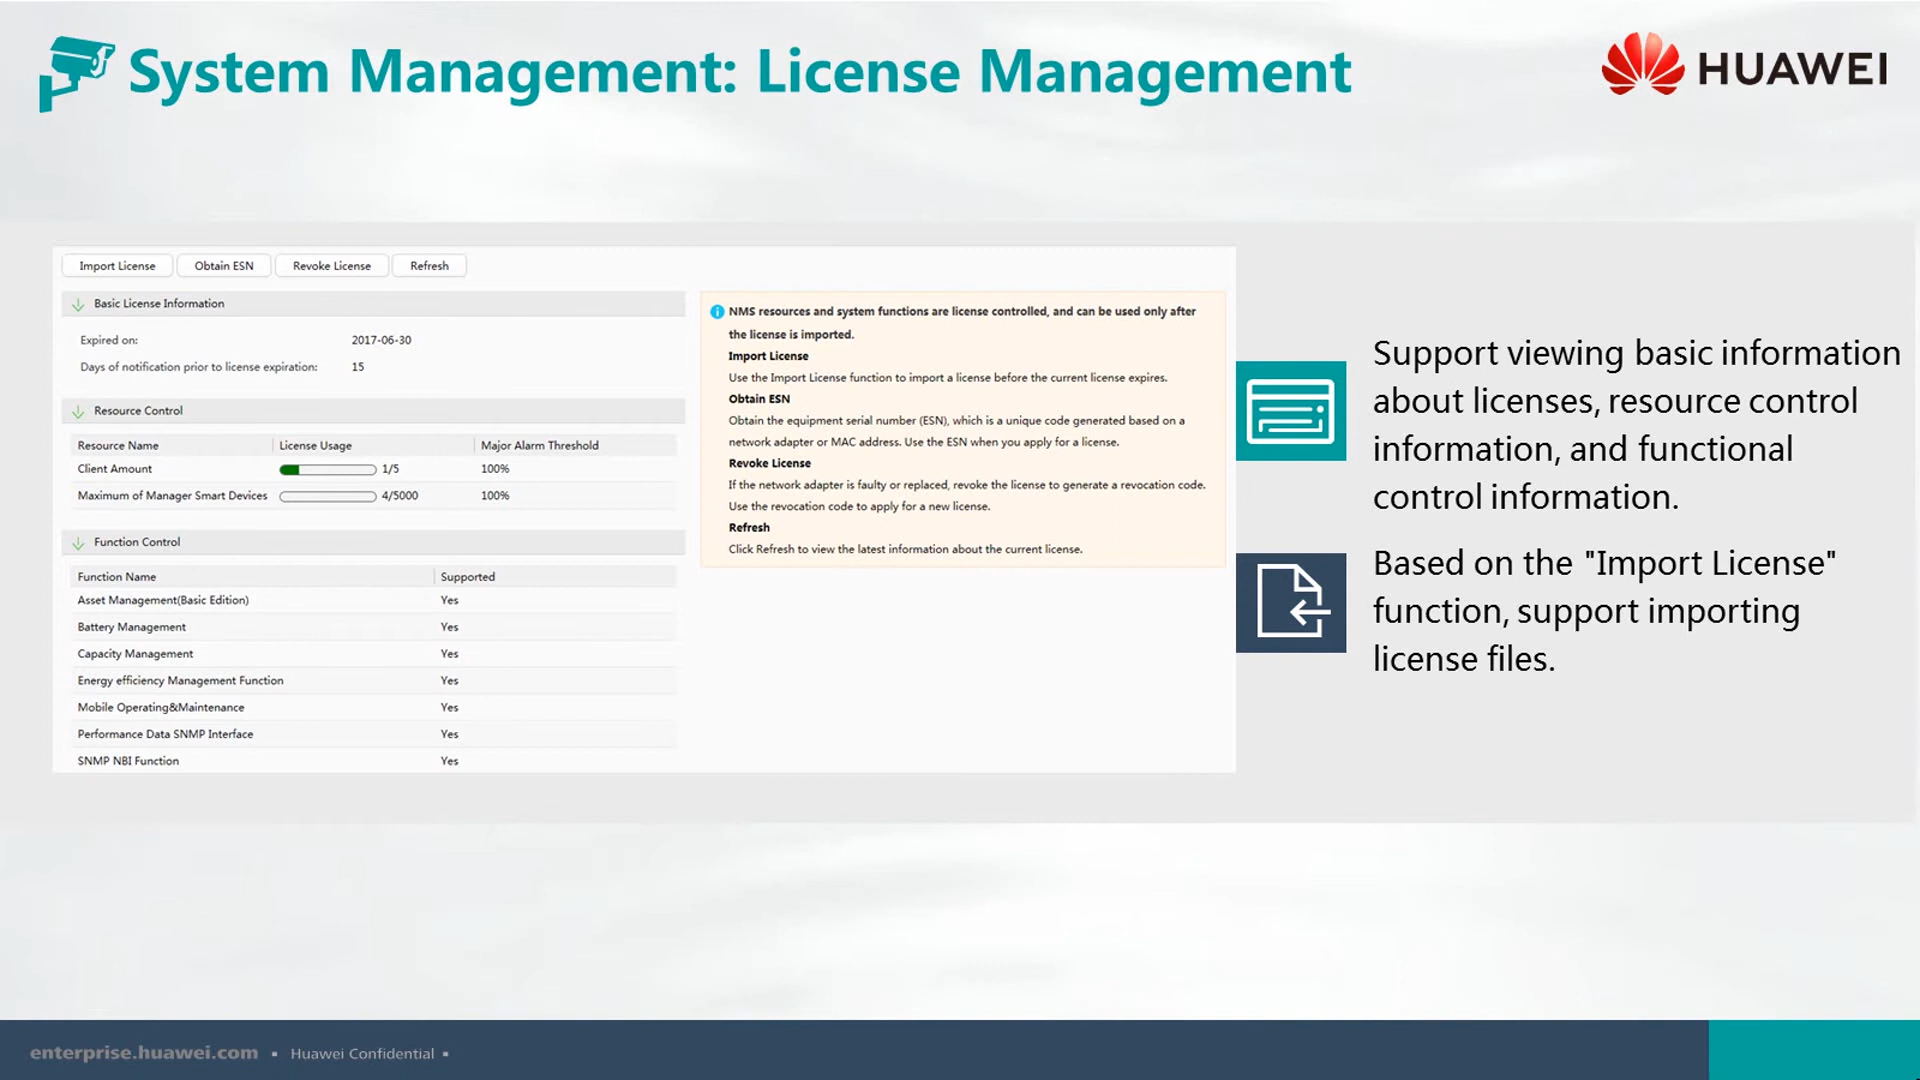 System Management: License Management
HUAWEI
Import License
Obtain ESN
Revoke License
Refresh
Basic License Information
Expired on: 2017-06-30
Days of notification prior to license expiration: 15
Resource Control
Resource Name License Usage Major Alarm Threshold
Client Amount 1/5 100%
Maximum of Manager Smart Devices 4/5000 100%
Function Control
Function Name Supported
Asset Management(Basic Edition) Yes
Battery Management Yes
Capacity Management Yes
Energy efficiency Management Function Yes
Mobile Operating&Maintenance Yes
Performance Data SNMP Interface Yes
SNMP NBI Function Yes
NMS resources and system functions are license controlled, and can be used only after
the license is imported.
Import License
Use the Import License function to import a license before the current license expires.
Obtain ESN
Obtain the equipment serial number (ESN), which is a unique code generated based on a
network adapter or MAC address. Use the ESN when you apply for a license.
Revoke License
If the network adapter is faulty or replaced, revoke the license to generate a revocation code.
Use the revocation code to apply for a new license.
Refresh
Click Refresh to view the latest information about the current license.
Support viewing basic information
about licenses, resource control
information, and functional
control information.
Based on the "Import License"
function, support importing
license files.
enterprise.huawei.com ▪ Huawei Confidential ▪